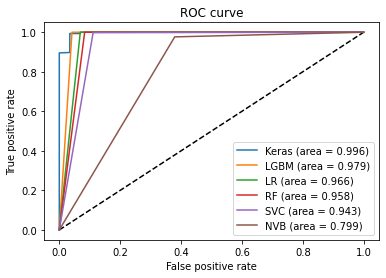 ROC curve
True positive rate
1.0
0.8
0.6
0.4
0.2
0.0
Keras (area = 0.996)
LGBM (area = 0.979)
LR (area = 0.966)
RF (area = 0.958)
SVC (area = 0.943)
NVB (area = 0.799)
0.0 0.2 0.4 0.6 0.8 1.0
False positive rate